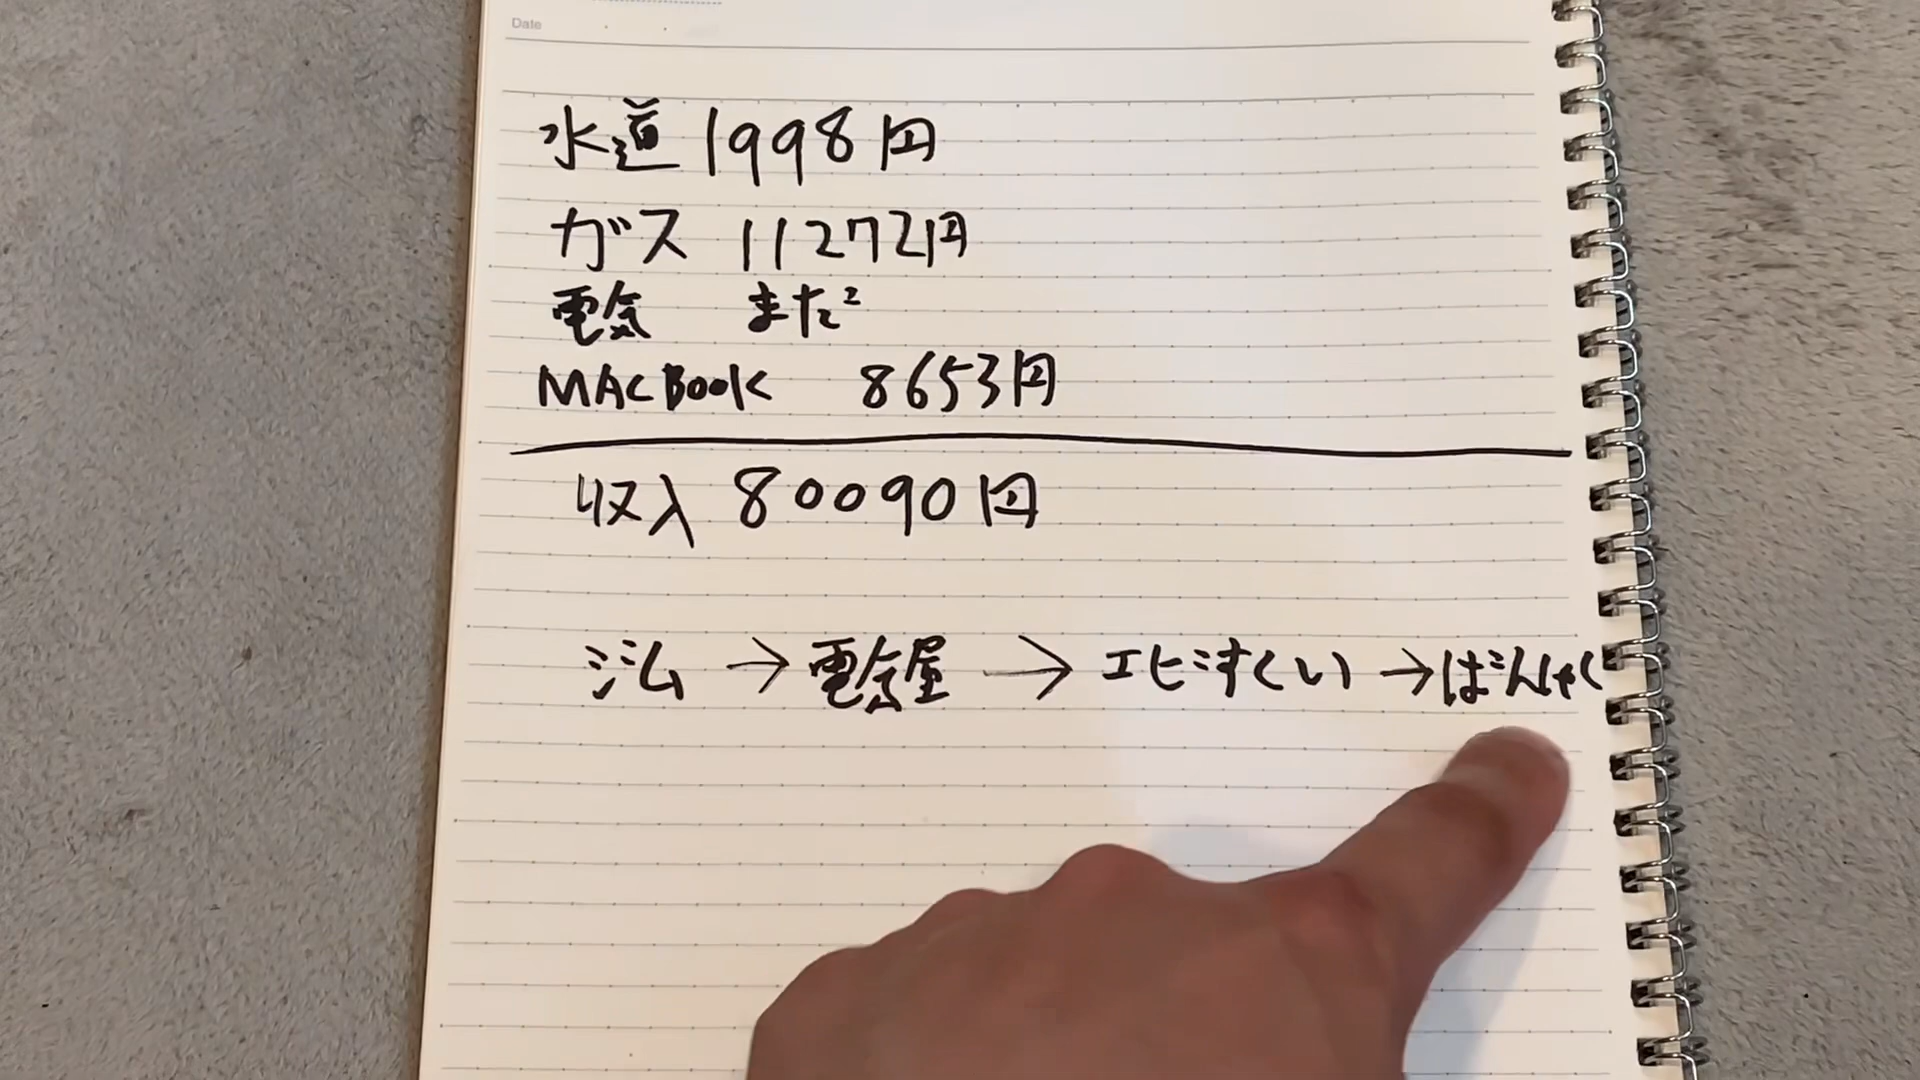 Date
水道 1998円
ガス 11272円
電気 まだ
MACBOOK 8653円
収入 80090円
ジム → 電気屋 → エビすくい → ばんしゃく